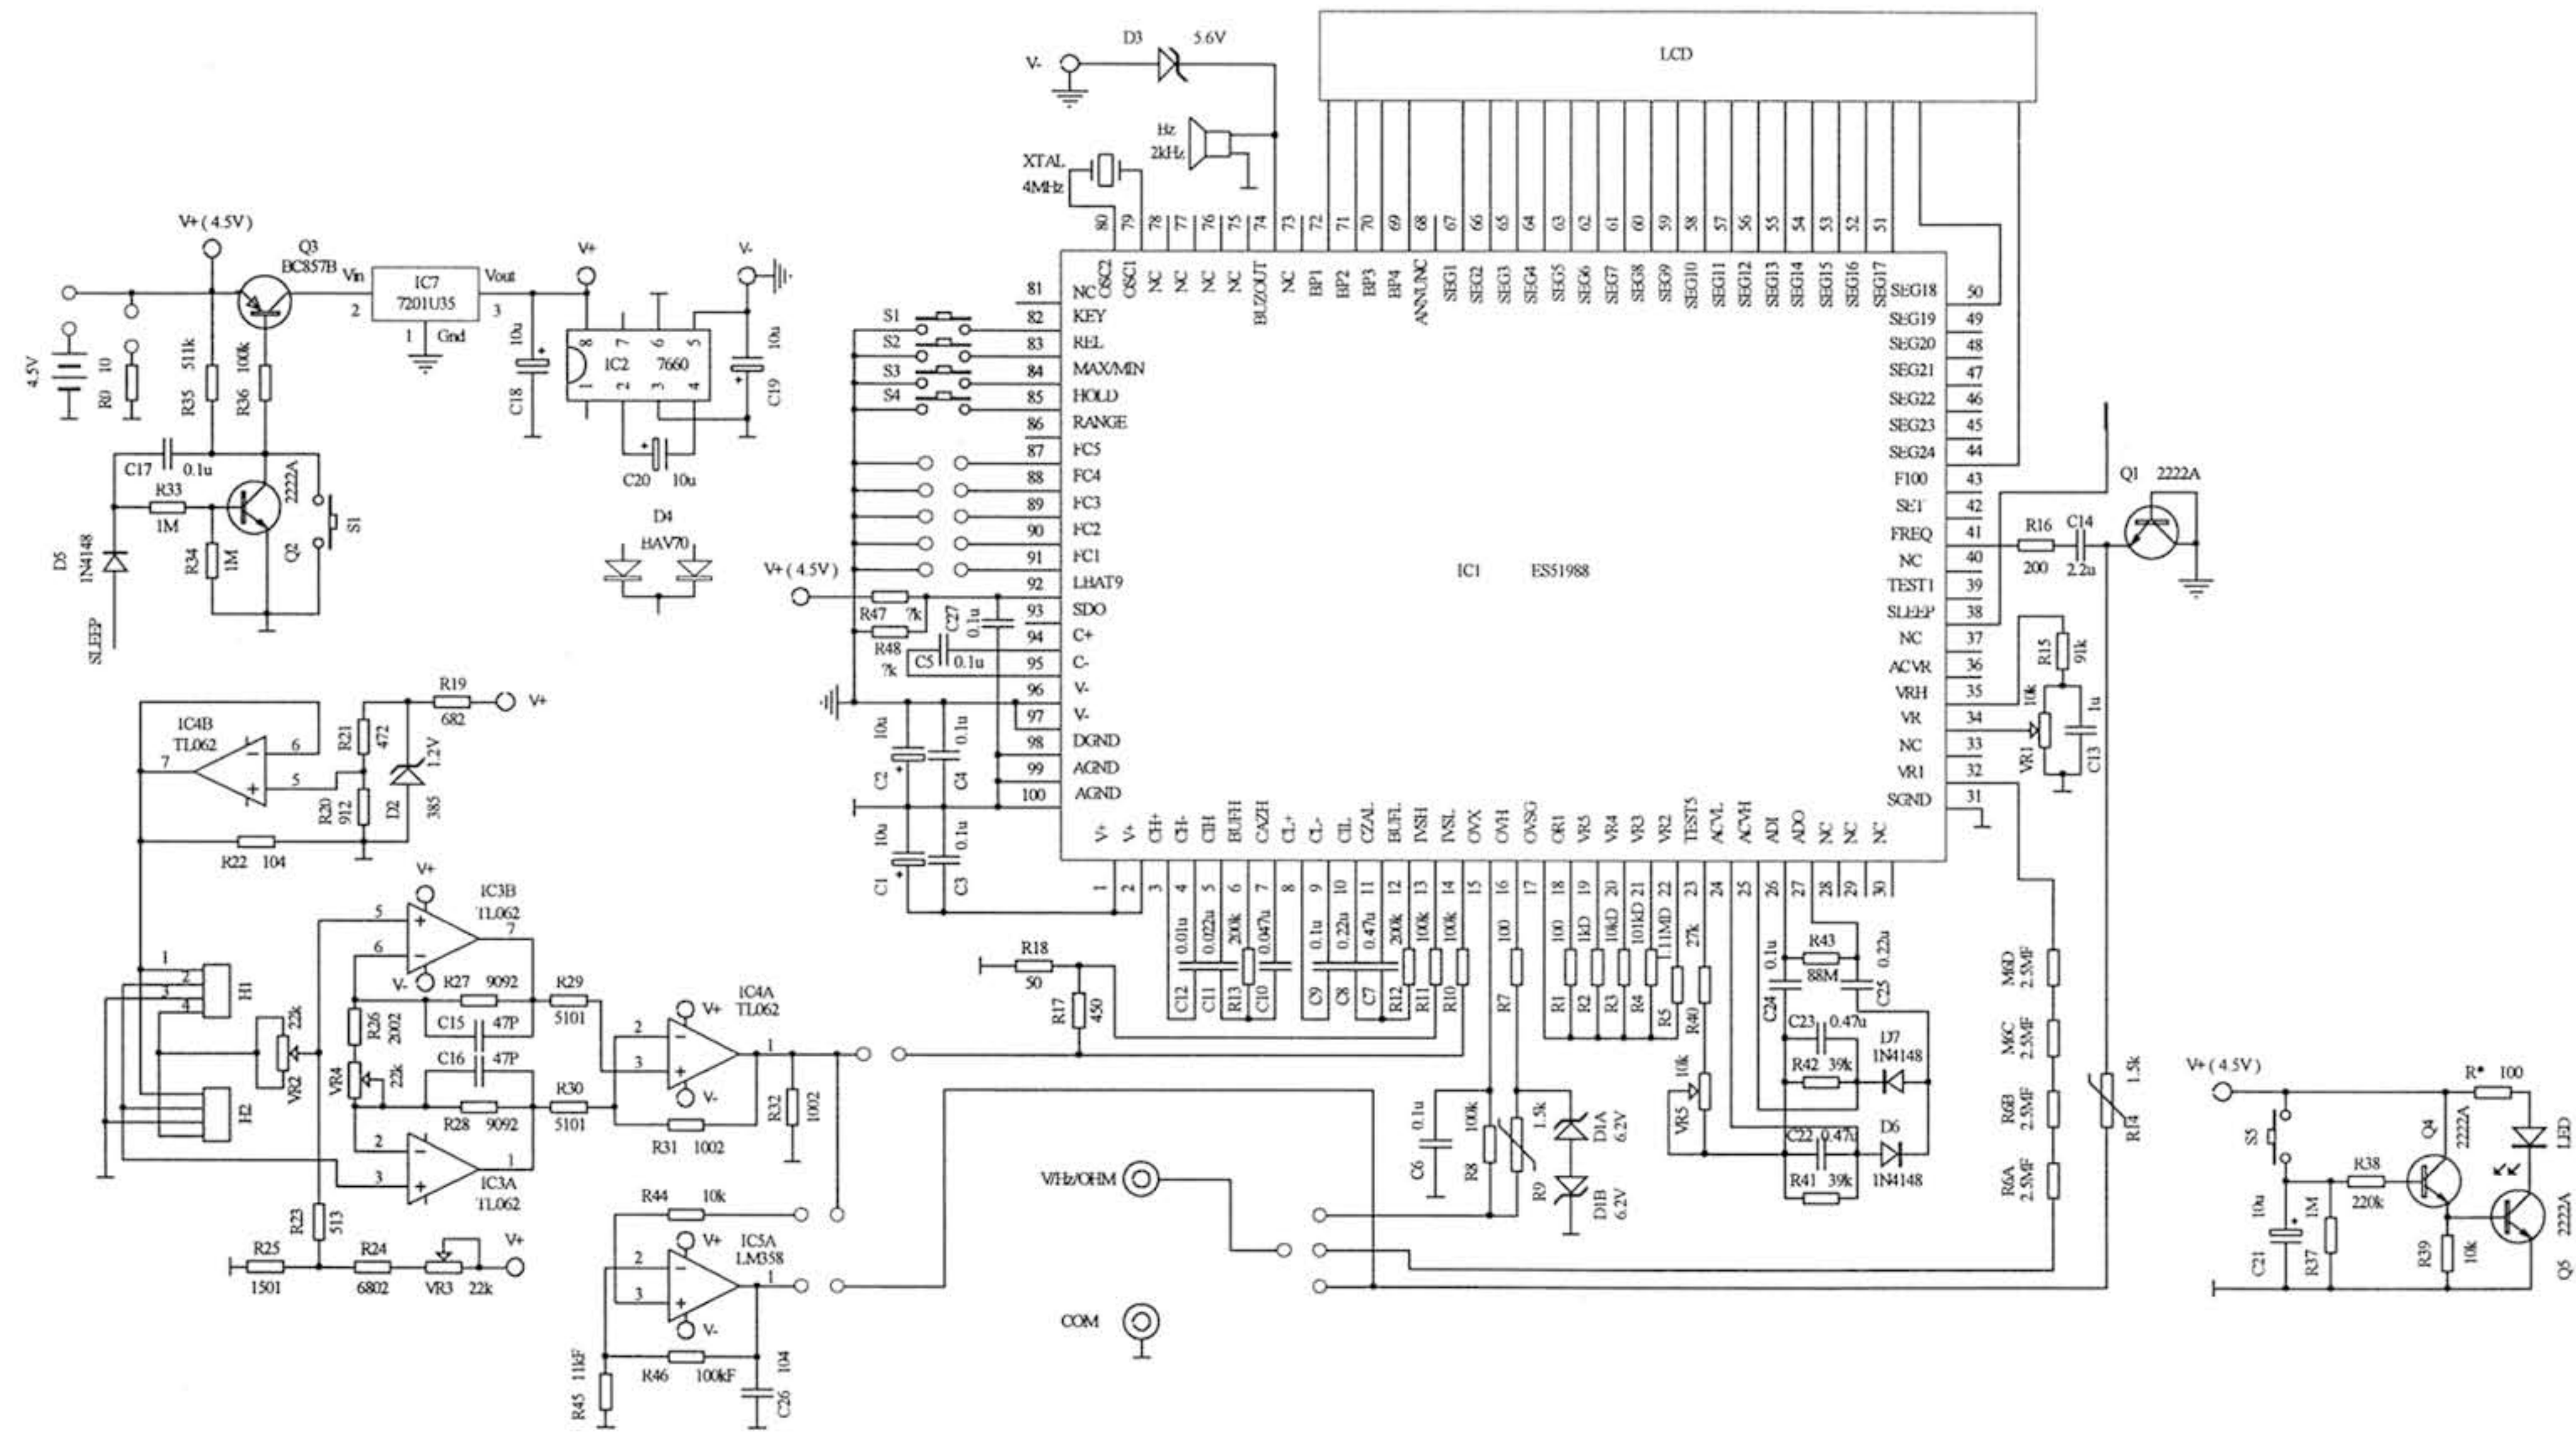 LCD
D3 5.6V
V-
Hz
2kHz
XTAL
4MHz
V+ ( 4.5V )
Q3
BC857B
Vin
IC7
7201U35
Vout
2
3
1 Gnd
V+
V-
4.5V
R0 10
R35 511k
R36 100k
C18 10u
8 7 6 5
IC2 7660
1 2 3 4
C19 10u
C17 0.1u
C20 10u
R33
1M
2222A
Q2
S1
R34
1M
D5
1N4148
SLEEP
D4
BAV70
80 79 78 77 76 75 74 73 72 71 70 69 68 67 66 65 64 63 62 61 60 59 58 57 56 55 54 53 52 51
OSC2 OSC1 NC NC NC NC BUZOUT NC BP1 BP2 BP3 BP4 ANNUNC SEG1 SEG2 SEG3 SEG4 SEG5 SEG6 SEG7 SEG8 SEG9 SEG10 SEG11 SEG12 SEG13 SEG14 SEG15 SEG16 SEG17
81 NC
S1 82 KEY
S2 83 REL
S3 84 MAX/MIN
S4 85 HOLD
86 RANGE
87 FC5
88 FC4
89 FC3
90 FC2
91 FC1
92 LBAT9
93 SDO
94 C+
95 C-
96 V-
97 V-
98 DGND
99 AGND
100 AGND
IC1 ES51988
SEG18 50
SEG19 49
SEG20 48
SEG21 47
SEG22 46
SEG23 45
SEG24 44
F100 43
SET 42
FREQ 41
NC 40
TEST1 39
SLEEP 38
NC 37
ACVR 36
VRH 35
VR 34
NC 33
VR1 32
SGND 31
V+ ( 4.5V )
R47 ?k
R48
?k
C27
0.1u
C5 0.1u
C2 10u
C4 0.1u
C1 10u
C3 0.1u
Q1 2222A
R16
200
C14
2.2u
R15
91k
10k
VR1
C13 1u
V+ V+ CH+ CH- CIH BUFH CAZH CL+ CL- CIL CZAL BUFL IVSH IVSL OVX OVH OVSG OR1 VR5 VR4 VR3 VR2 TEST5 ACVL ACVH ADI ADO NC NC NC
1 2 3 4 5 6 7 8 9 10 11 12 13 14 15 16 17 18 19 20 21 22 23 24 25 26 27 28 29 30
C12 0.01u
C11 0.022u
R13 200k
C10 0.047u
C9 0.1u
C8 0.22u
C7 0.47u
R12 200k
R11 100k
R10 100k
R7 100
R1 100
R2 1kD
R3 10kD
R4 101kD
R5 1.11MD
R40 27k
C24 0.1u
R43
88M
C25 0.22u
C23 0.47u
R42 39k
D7
1N4148
C22 0.47u
R41 39k
D6
1N4148
10k
VR5
M6D
2.5MF
M6C
2.5MF
R6B
2.5MF
R6A
2.5MF
R14
1.5k
R18
50
R17
450
C6 0.1u
R8 100k
R9 1.5k
D1A
6.2V
D1B
6.2V
V/Hz/OHM
COM
R19
682
V+
IC4B
TL062
6
5
7
R21
472
R20
912
D2
1.2V
385
R22 104
IC3B
TL062
V+
5
6
7
V-
R27 9092
C15 47P
C16 47P
R28 9092
R26
2002
VR4
22k
R29
5101
R30
5101
IC3A
TL062
2
3
1
IC4A
TL062
V+
2
3
1
V-
R31 1002
R32
1002
H1
1
2
3
4
H2
VR2
22k
R23
513
R25
1501
R24
6802
VR3 22k
V+
R44 10k
IC5A
LM358
V+
2
3
1
V-
R45 11kF
R46 100kF
C26 104
V+ ( 4.5V )
R* 100
S5
Q4
2222A
LED
R38
220k
C21 10u
R37 1M
R39
10k
Q5 2222A